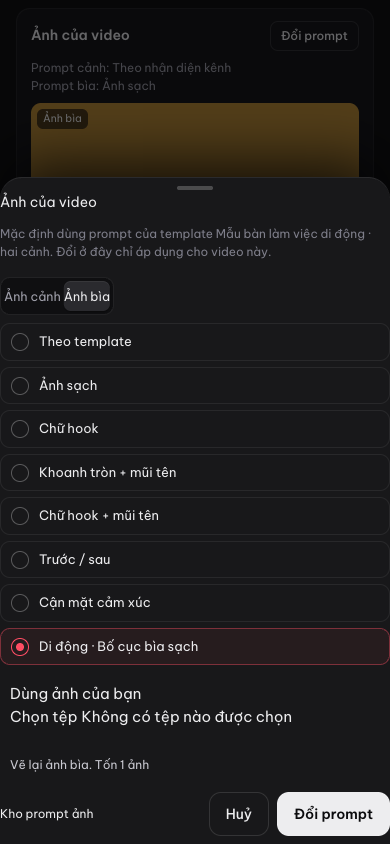 Ảnh của video
Đổi prompt
Prompt cảnh: Theo nhận diện kênh
Prompt bìa: Ảnh sạch
Ảnh bìa
Ảnh của video
Mặc định dùng prompt của template Mẫu bàn làm việc di động ·
hai cảnh. Đổi ở đây chỉ áp dụng cho video này.
Ảnh cảnh Ảnh bìa
Theo template
Ảnh sạch
Chữ hook
Khoanh tròn + mũi tên
Chữ hook + mũi tên
Trước / sau
Cận mặt cảm xúc
Di động · Bố cục bìa sạch
Dùng ảnh của bạn
Chọn tệp Không có tệp nào được chọn
Vẽ lại ảnh bìa. Tốn 1 ảnh
Kho prompt ảnh
Huỷ
Đổi prompt